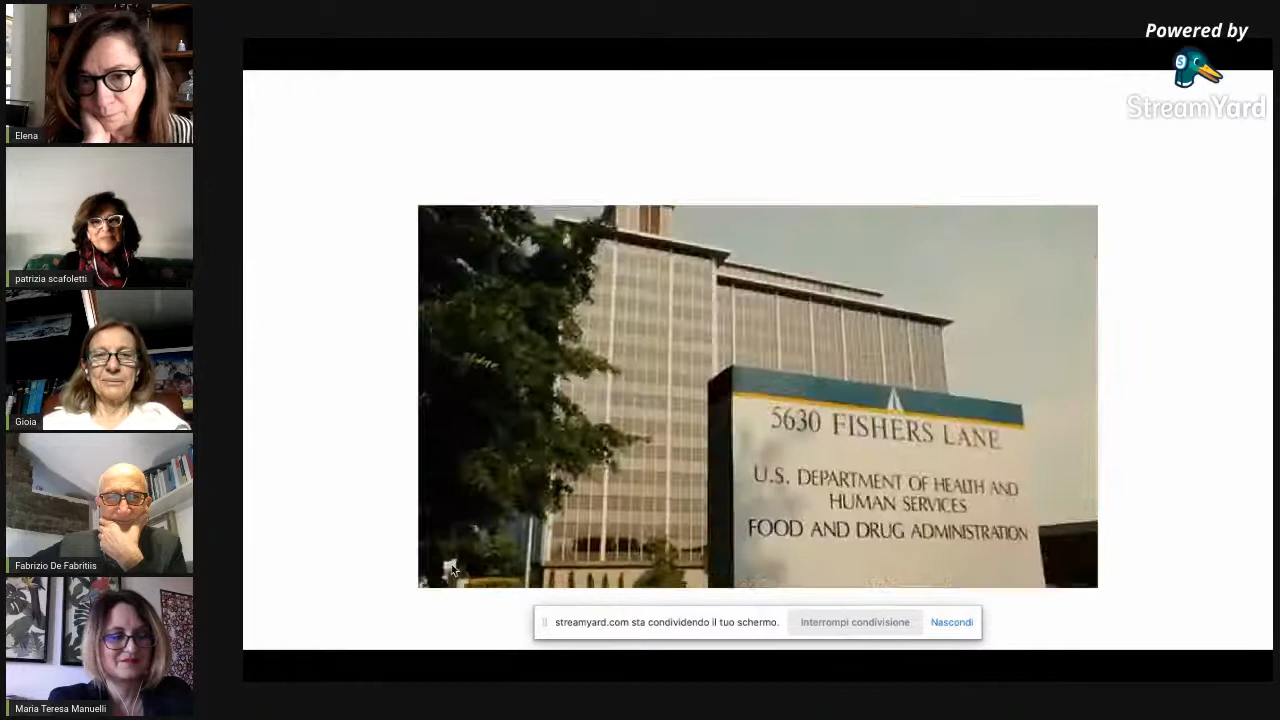 Powered by
StreamYard
Elena
patrizia scafoletti
Gioia
Fabrizio De Fabritiis
Maria Teresa Manuelli
5630 FISHERS LANE
U.S. DEPARTMENT OF HEALTH AND
HUMAN SERVICES
FOOD AND DRUG ADMINISTRATION
streamyard.com sta condividendo il tuo schermo.
Interrompi condivisione
Nascondi